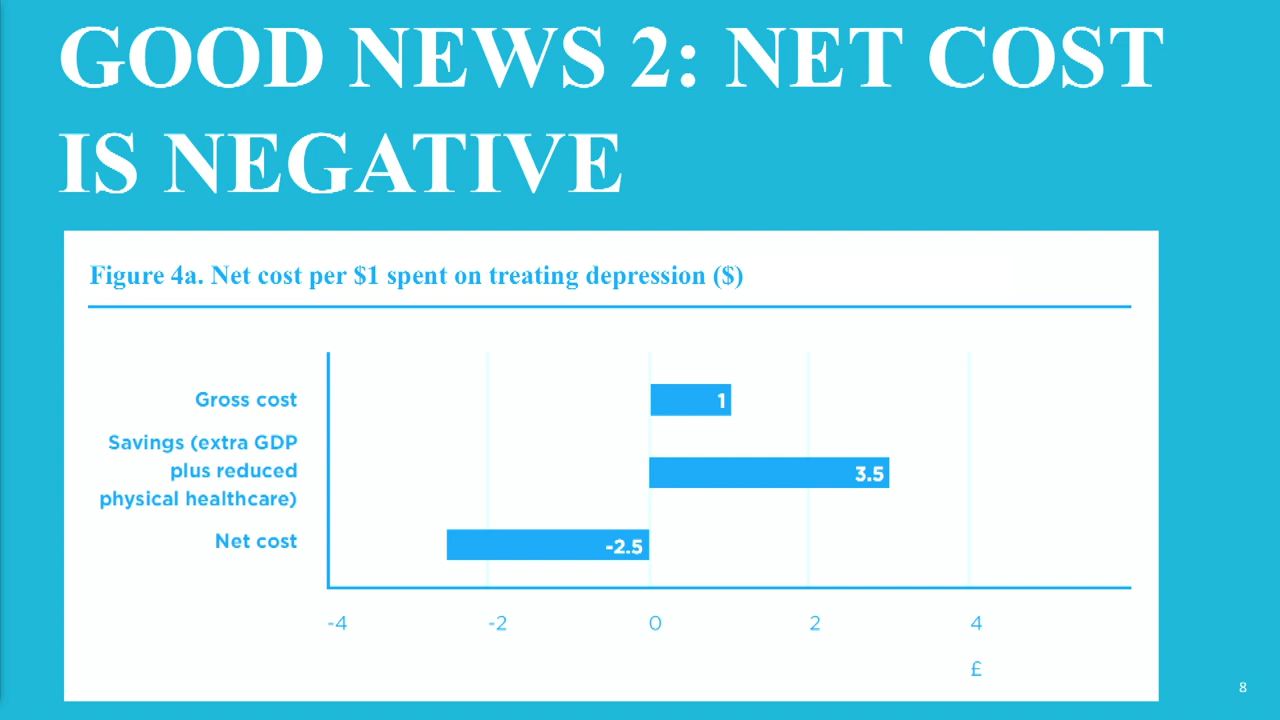 GOOD NEWS 2: NET COST
IS NEGATIVE
Figure 4a. Net cost per $1 spent on treating depression ($)
Gross cost
1
Savings (extra GDP
plus reduced
physical healthcare)
3.5
Net cost
-2.5
-4 -2 0 2 4
£
8